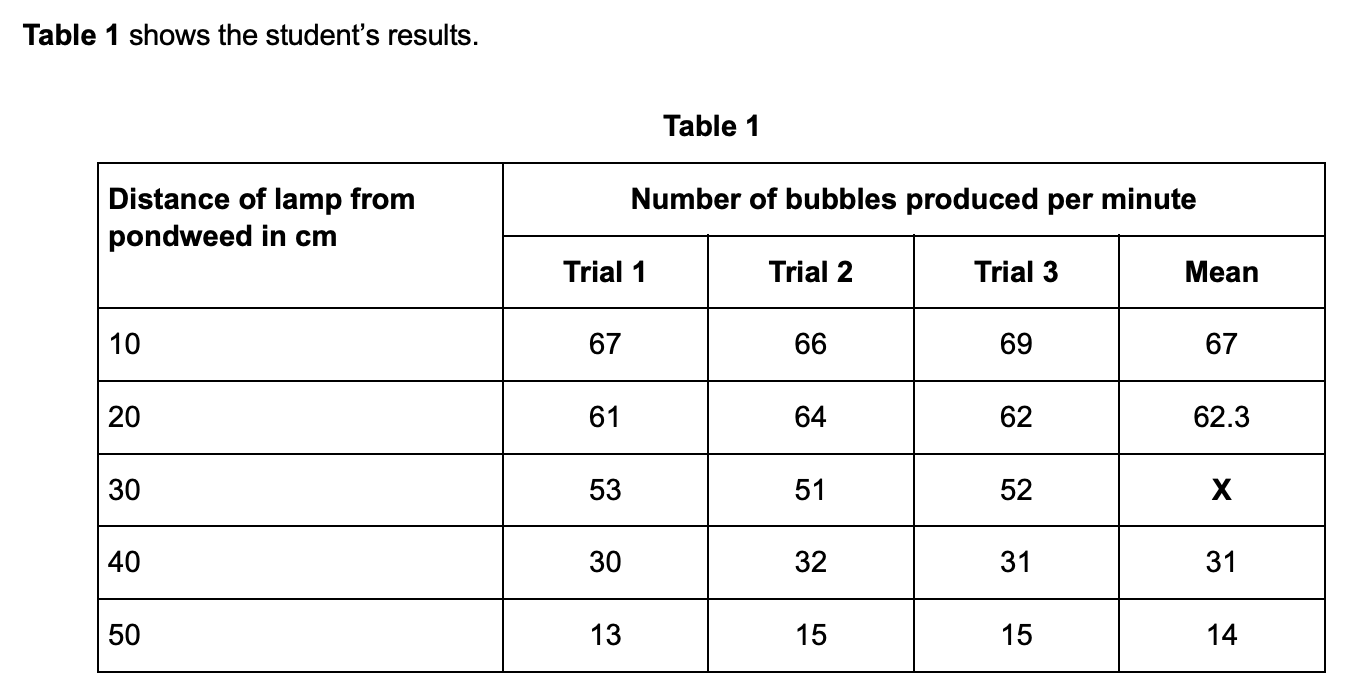 Table 1 shows the student’s results.
Table 1
Distance of lamp from
pondweed in cm
Number of bubbles produced per minute
Trial 1 Trial 2 Trial 3 Mean
10 67 66 69 67
20 61 64 62 62.3
30 53 51 52 X
40 30 32 31 31
50 13 15 15 14